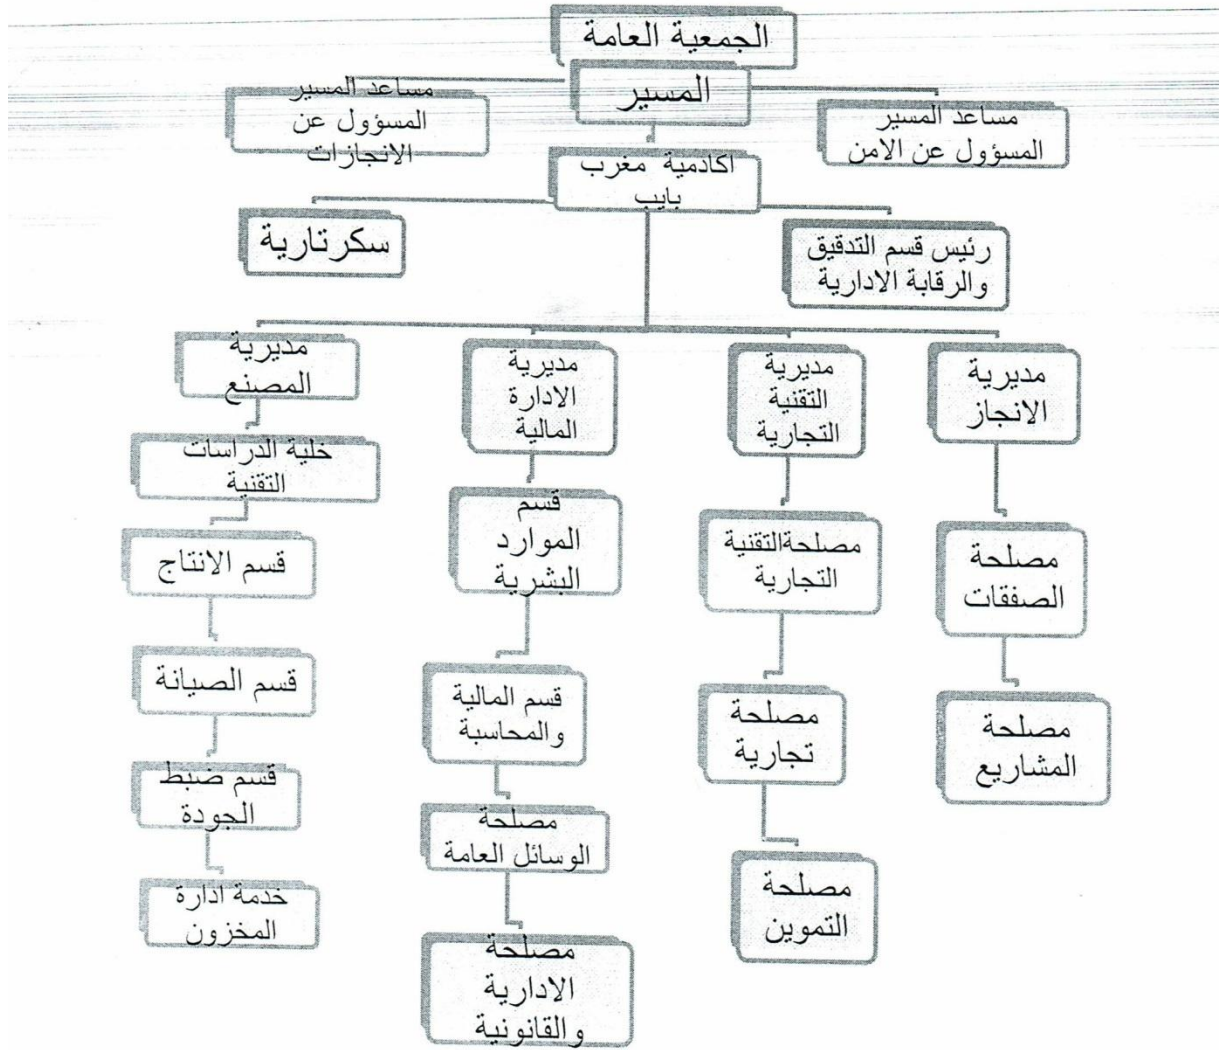 الجمعية العامة
المسير
مساعد المسير
المسؤول عن الامن
مساعد المسير
المسؤول عن
الانجازات
اكادمية مغرب
بايب
رئيس قسم التدقيق
والرقابة الادارية
سكرتارية
مديرية
الانجاز
مصلحة
الصفقات
مصلحة
المشاريع
مديرية
التقنية
التجارية
مصلحةالتقنية
التجارية
مصلحة
تجارية
مصلحة
التموين
مديرية
الادارة
المالية
قسم
الموارد
البشرية
قسم المالية
والمحاسبة
مصلحة
الوسائل العامة
مصلحة
الادارية
والقانونية
مديرية
المصنع
خلية الدراسات
التقنية
قسم الانتاج
قسم الصيانة
قسم ضبط
الجودة
خدمة ادارة
المخزون